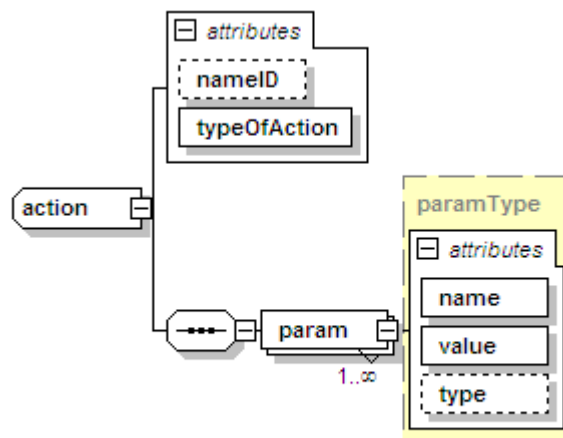 attributes
nameID
typeOfAction
action
paramType
attributes
name
value
type
param
1..∞